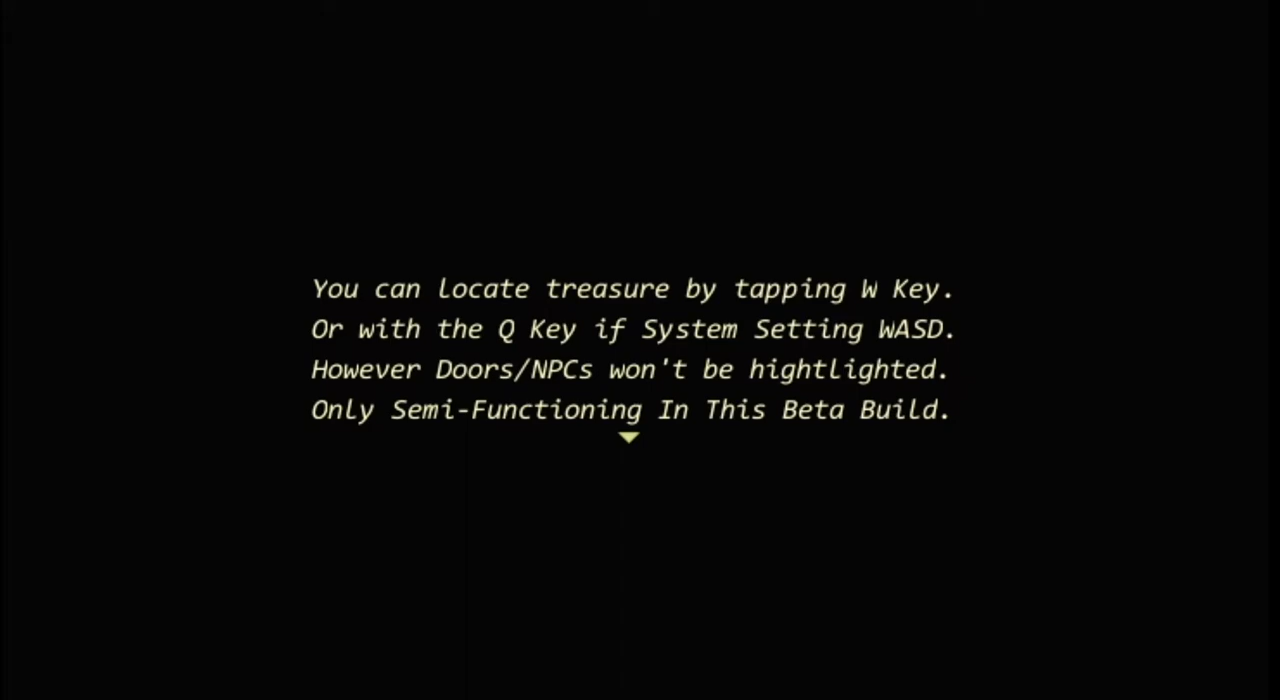 You can locate treasure by tapping W Key.
Or with the Q Key if System Setting WASD.
However Doors/NPCs won't be hightlighted.
Only Semi-Functioning In This Beta Build.